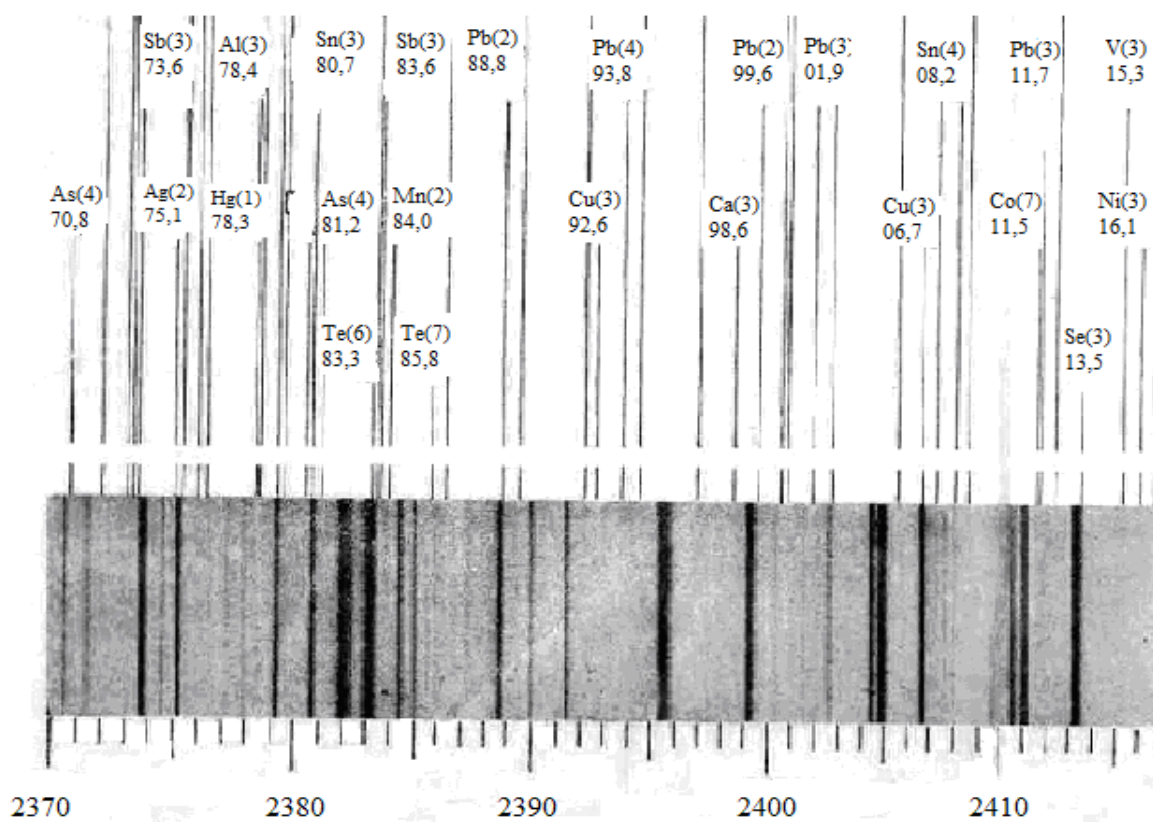 Sb(3) Al(3) Sn(3) Sb(3) Pb(2) Pb(4) Pb(2) Pb(3) Sn(4) Pb(3) V(3)
73,6 78,4 80,7 83,6 88,8 93,8 99,6 01,9 08,2 11,7 15,3
As(4) Ag(2) Hg(1) As(4) Mn(2) Cu(3) Ca(3) Cu(3) Co(7) Ni(3)
70,8 75,1 78,3 81,2 84,0 92,6 98,6 06,7 11,5 16,1
Te(6) Te(7) Se(3)
83,3 85,8 13,5
2370 2380 2390 2400 2410